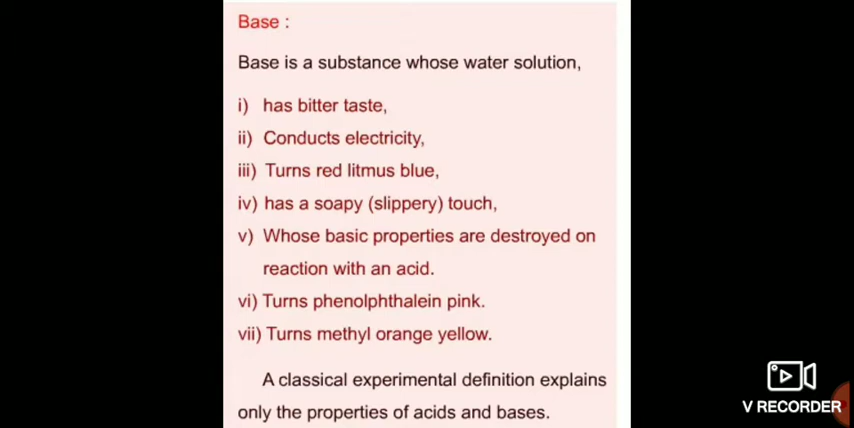 Base :
Base is a substance whose water solution,
i) has bitter taste,
ii) Conducts electricity,
iii) Turns red litmus blue,
iv) has a soapy (slippery) touch,
v) Whose basic properties are destroyed on
reaction with an acid.
vi) Turns phenolphthalein pink.
vii) Turns methyl orange yellow.
A classical experimental definition explains
only the properties of acids and bases.
V RECORDER